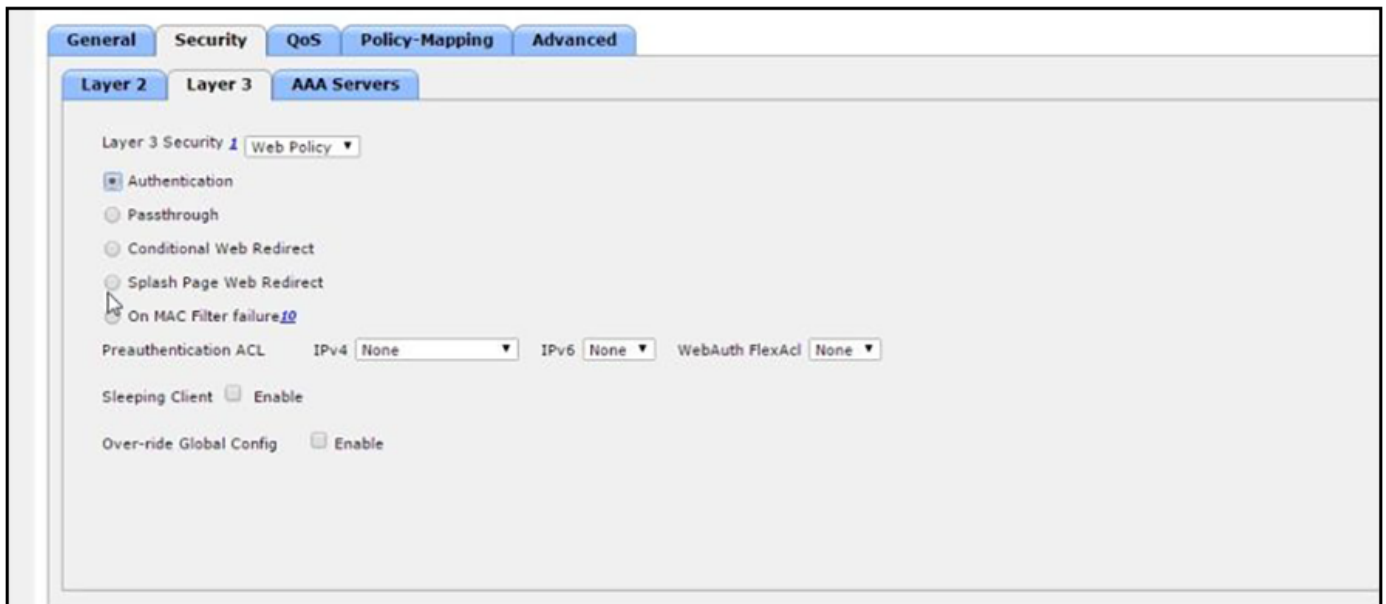 General Security QoS Policy-Mapping Advanced
Layer 2 Layer 3 AAA Servers
Layer 3 Security 1 Web Policy
Authentication
Passthrough
Conditional Web Redirect
Splash Page Web Redirect
On MAC Filter failure10
Preauthentication ACL IPv4 None IPv6 None WebAuth FlexAcl None
Sleeping Client Enable
Over-ride Global Config Enable